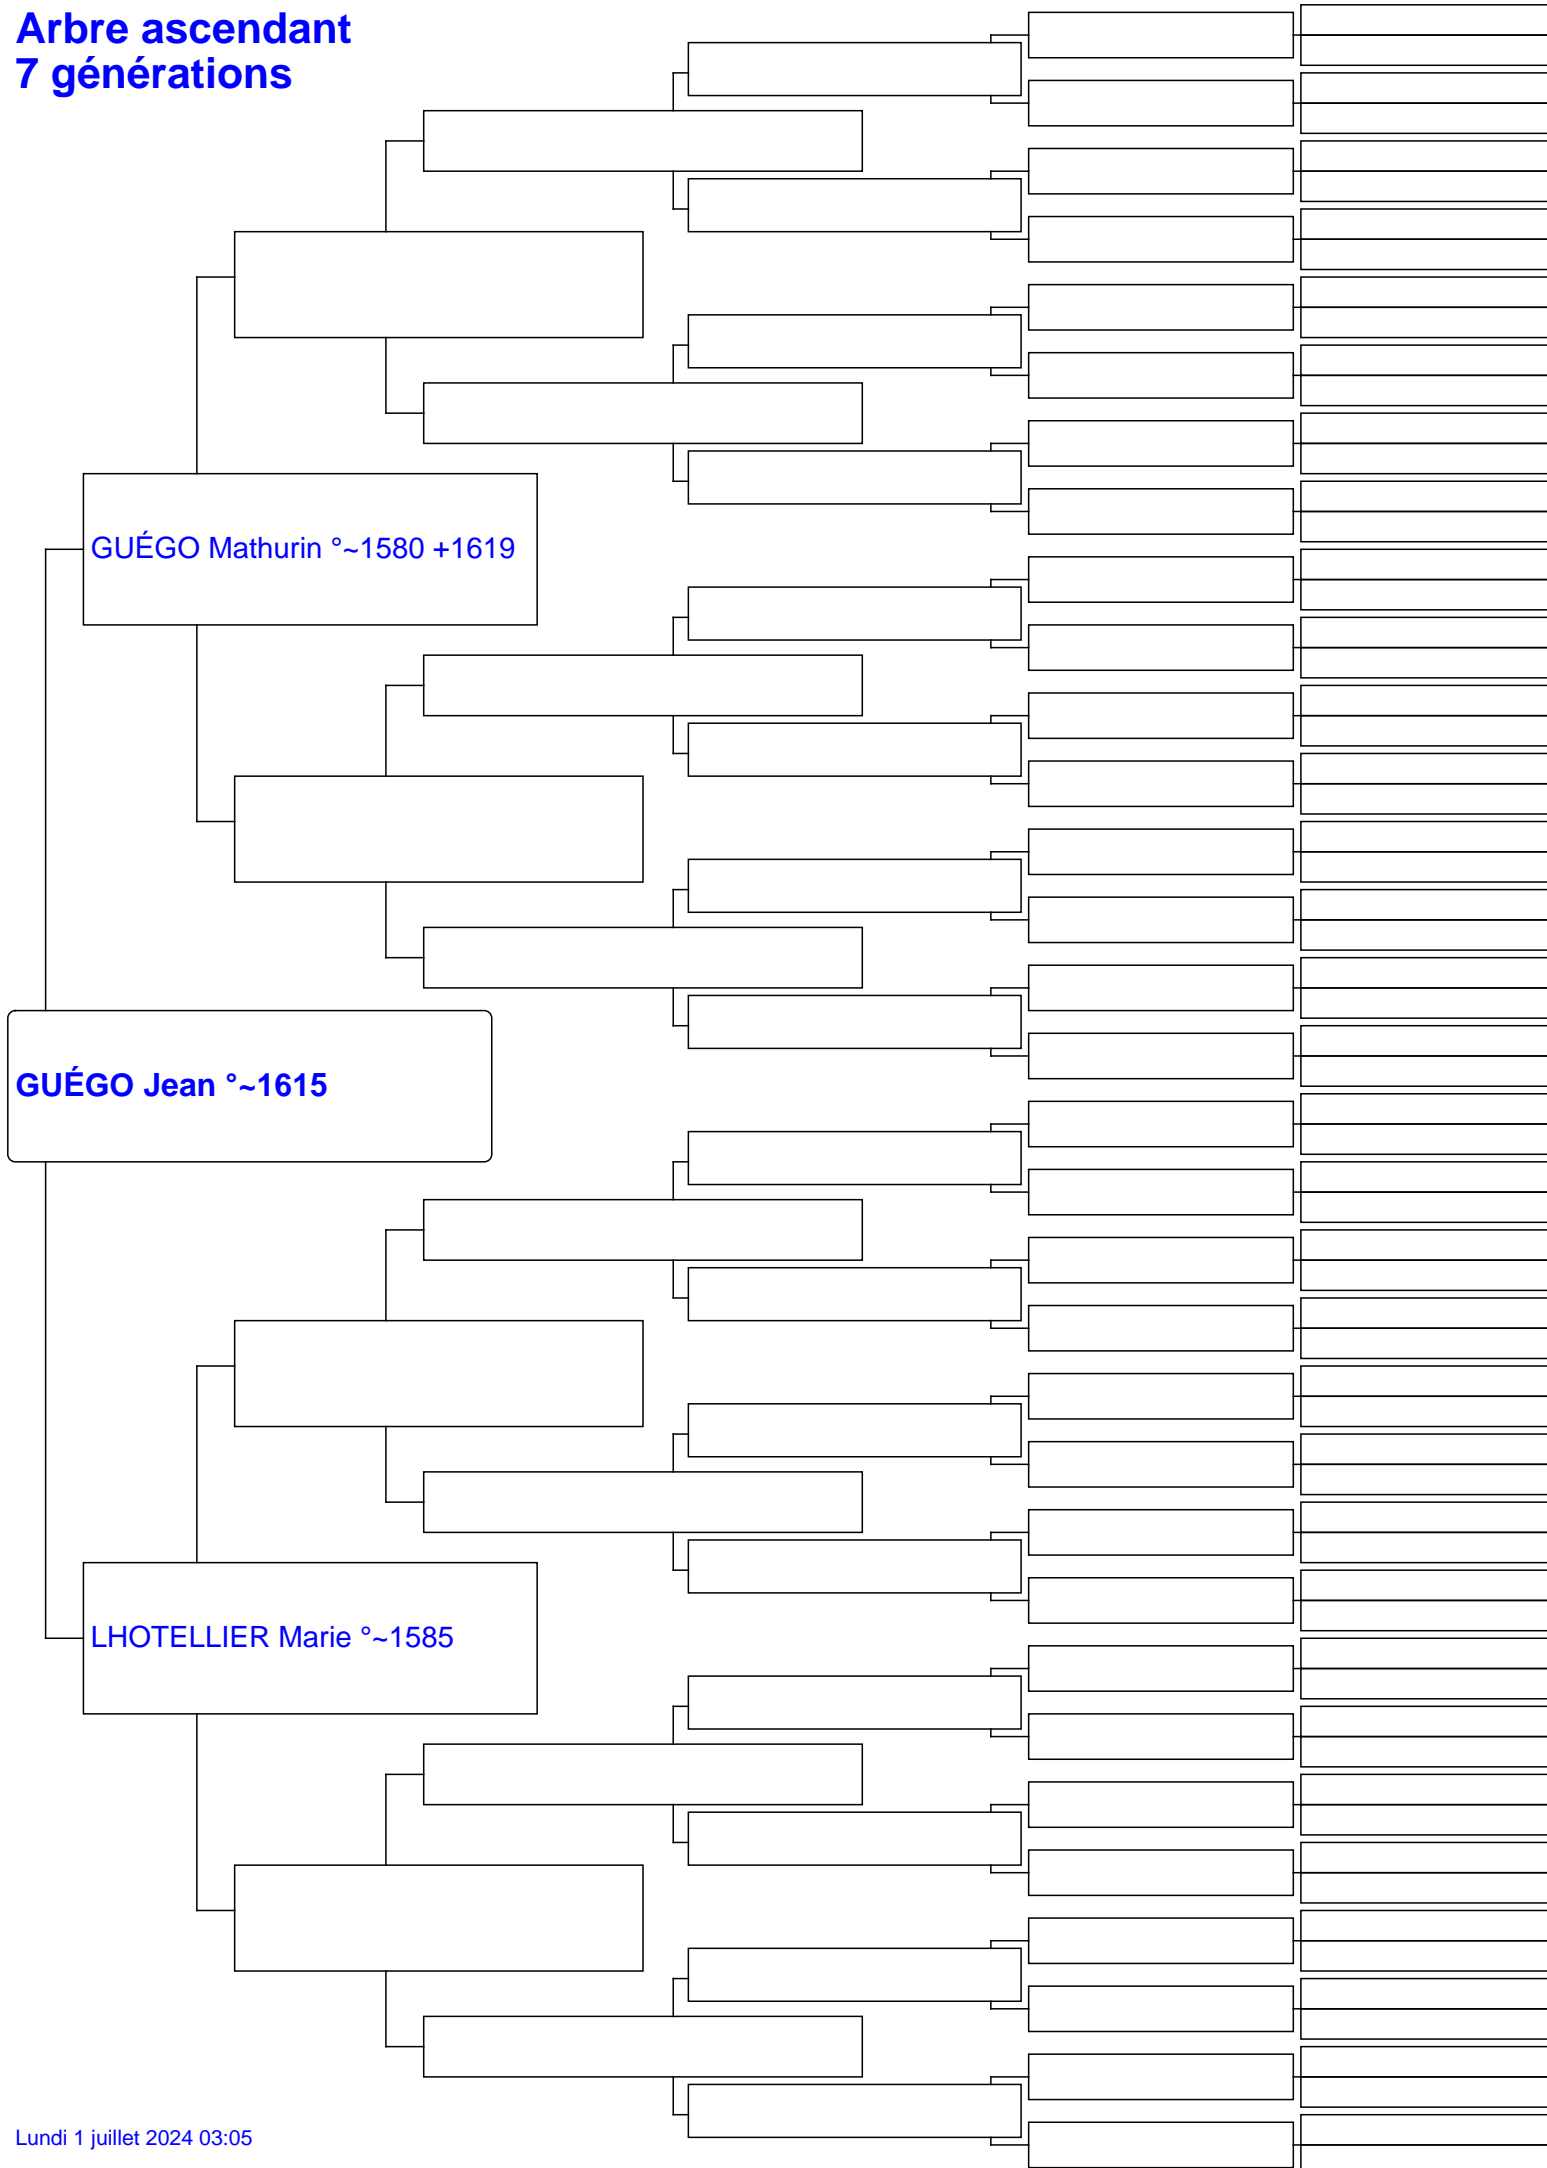 Arbre ascendant
7 générations
GUÉGO Mathurin °~1580 +1619
GUÉGO Jean °~1615
LHOTELLIER Marie °~1585
Lundi 1 juillet 2024 03:05